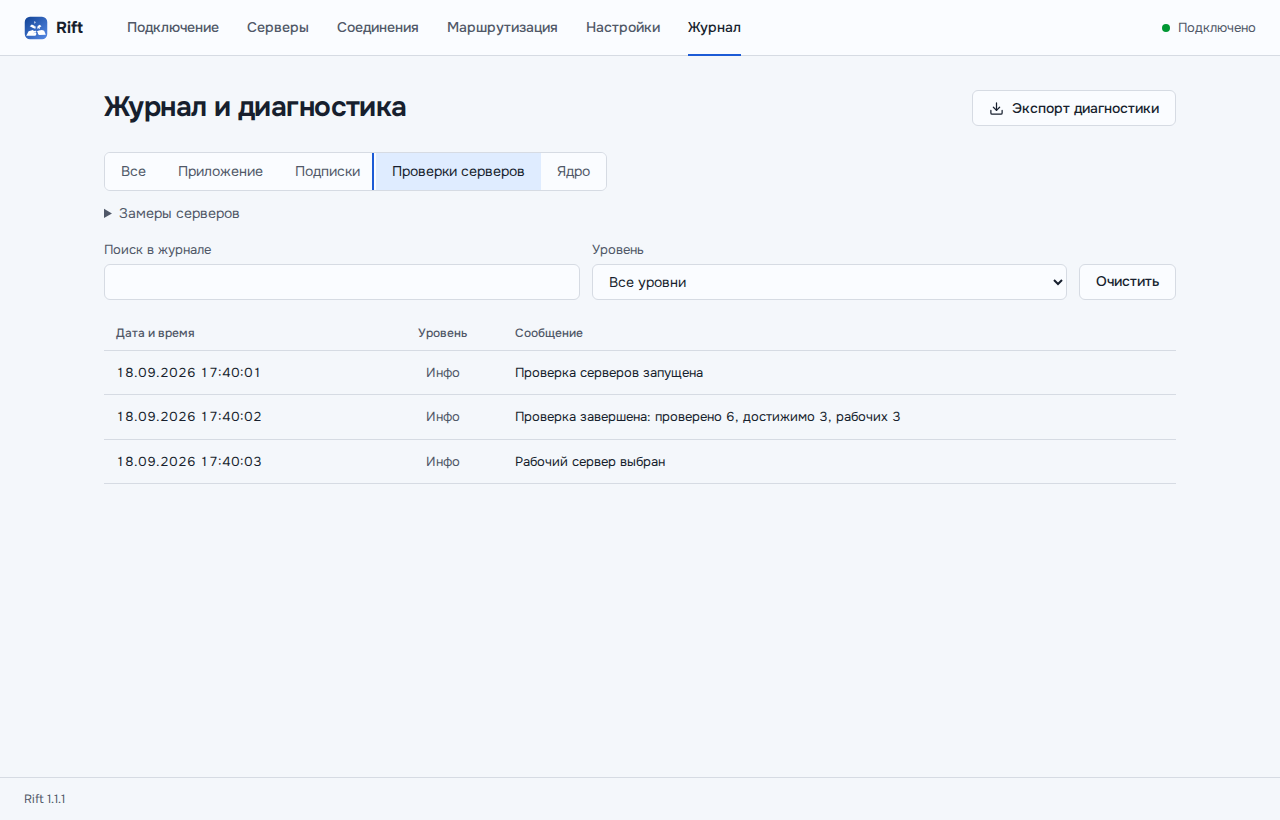 Rift Подключение Серверы Соединения Маршрутизация Настройки Журнал Подключено
Журнал и диагностика Экспорт диагностики
Все Приложение Подписки Проверки серверов Ядро
Замеры серверов
Поиск в журнале Уровень
Все уровни Очистить
Дата и время Уровень Сообщение
18.09.2026 17:40:01 Инфо Проверка серверов запущена
18.09.2026 17:40:02 Инфо Проверка завершена: проверено 6, достижимо 3, рабочих 3
18.09.2026 17:40:03 Инфо Рабочий сервер выбран
Rift 1.1.1